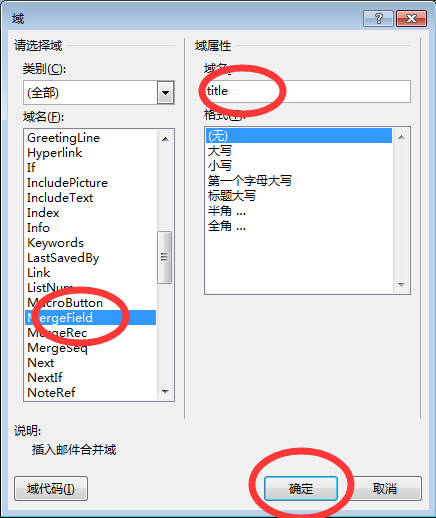 域
请选择域
类别(C):
(全部)
域名(F):
GreetingLine
Hyperlink
If
IncludePicture
IncludeText
Index
Info
Keywords
LastSavedBy
Link
ListNum
MacroButton
MergeField
MergeRec
MergeSeq
Next
NextIf
NoteRef
域属性
域名:
title
格式(T):
(无)
大写
小写
第一个字母大写
标题大写
半角 ...
全角 ...
说明:
插入邮件合并域
域代码(I)
确定
取消